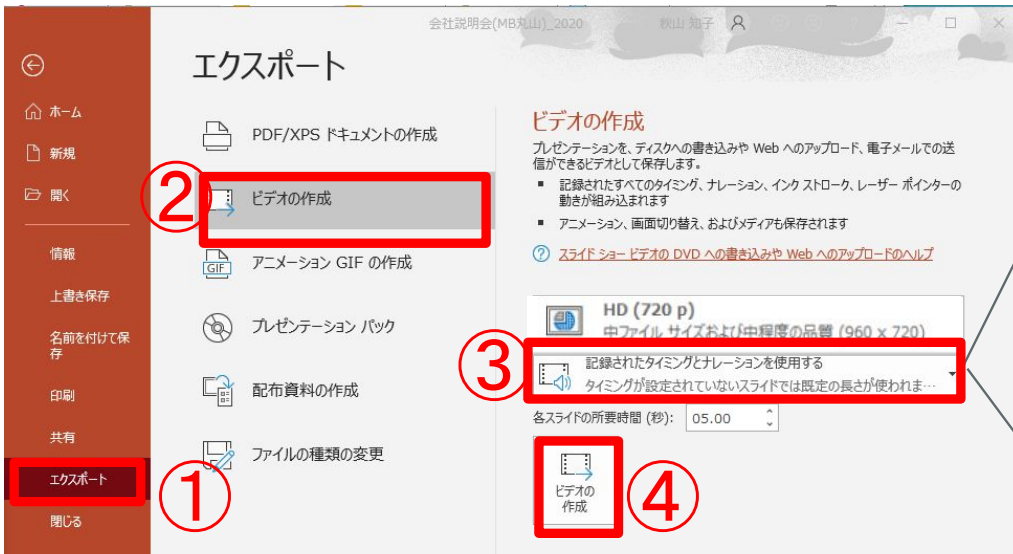 会社説明会(MB丸山)_2020
秋山 知子
エクスポート
ホーム
新規
開く
情報
上書き保存
名前を付けて保
存
印刷
共有
エクスポート
閉じる
①
PDF/XPS ドキュメントの作成
②
ビデオの作成
GIF
アニメーション GIF の作成
プレゼンテーション パック
配布資料の作成
ファイルの種類の変更
ビデオの作成
プレゼンテーションを、ディスクへの書き込みや Web へのアップロード、電子メールでの送
信ができるビデオとして保存します。
■ 記録されたすべてのタイミング、ナレーション、インク ストローク、レーザー ポインターの
動きが組み込まれます
■ アニメーション、画面切り替え、およびメディアも保存されます
? スライド ショー ビデオの DVD への書き込みや Web へのアップロードのヘルプ
HD (720 p)
中ファイル サイズおよび中程度の品質 (960 x 720)
③
記録されたタイミングとナレーションを使用する
タイミングが設定されていないスライドでは既定の長さが使われま…
各スライドの所要時間 (秒): 05.00
ビデオの
作成
④